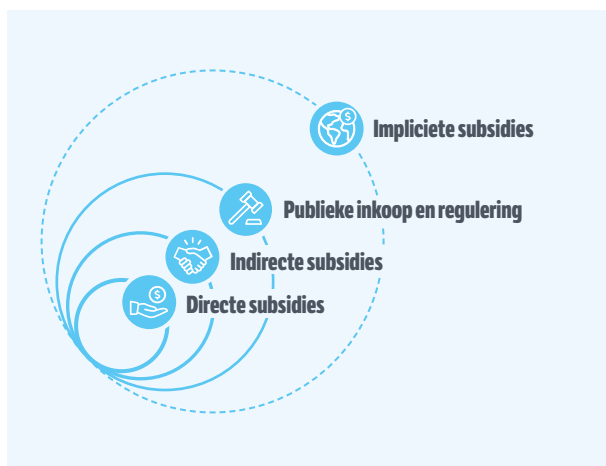 $
Impliciete subsidies
Publieke inkoop en regulering
Indirecte subsidies
$
Directe subsidies